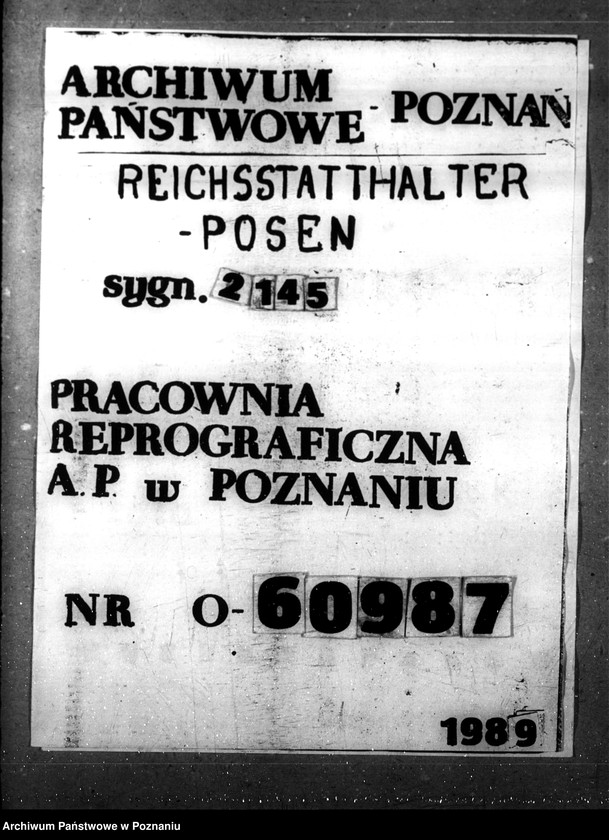 ARCHIWUM
PAŃSTWOWE - POZNAŃ
REICHSSTATTHALTER
-POSEN
sygn. 2145
PRACOWNIA
REPROGRAFICZNA
A.P. w POZNANIU
NR O-60987
1989
Archiwum Państwowe w Poznaniu